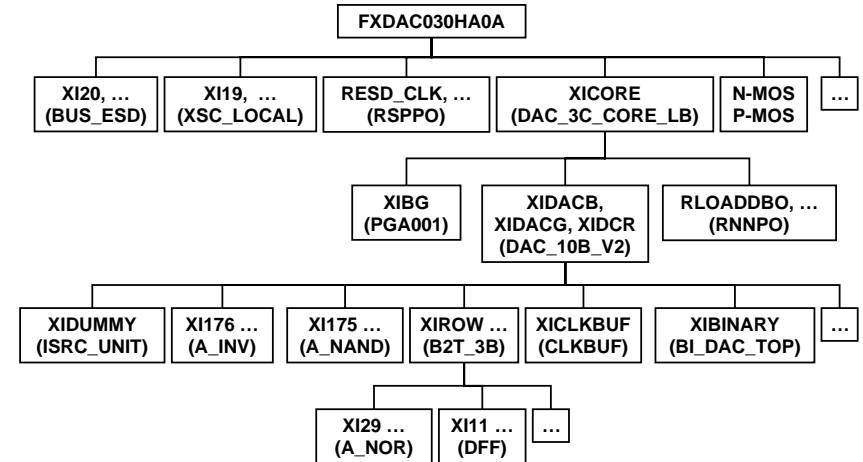 FXDAC030HA0A
XI20, …
(BUS_ESD)
XI19, …
(XSC_LOCAL)
RESD_CLK, …
(RSPPO)
XICORE
(DAC_3C_CORE_LB)
N-MOS
P-MOS
…
XIBG
(PGA001)
XIDACB,
XIDACG, XIDCR
(DAC_10B_V2)
RLOADDBO, …
(RNNPO)
XIDUMMY
(ISRC_UNIT)
XI176 …
(A_INV)
XI175 …
(A_NAND)
XIROW …
(B2T_3B)
XICLKBUF
(CLKBUF)
XIBINARY
(BI_DAC_TOP)
…
XI29 …
(A_NOR)
XI11 …
(DFF)
…